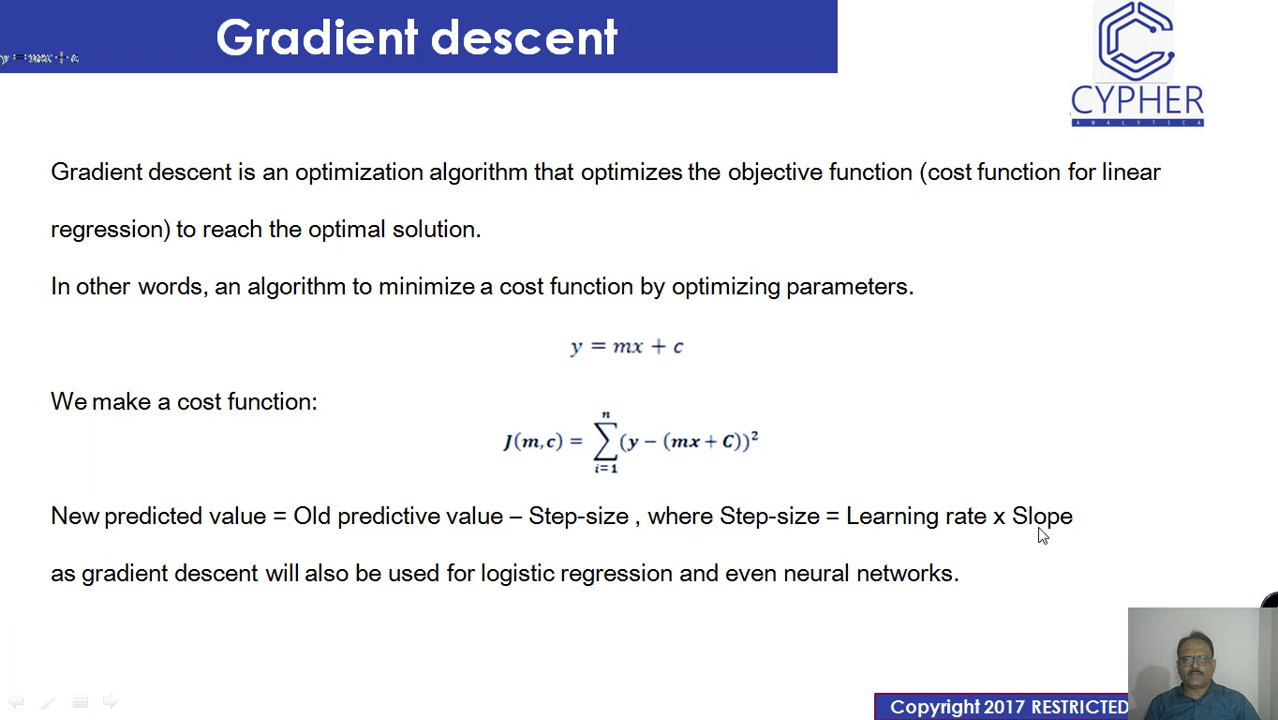 Gradient descent
y = mx + c
CYPHER
ANALYTICA
Gradient descent is an optimization algorithm that optimizes the objective function (cost function for linear
regression) to reach the optimal solution.
In other words, an algorithm to minimize a cost function by optimizing parameters.
y = mx + c
We make a cost function:
J(m,c) = ∑ⁿᵢ₌₁ (y − (mx + C))²
New predicted value = Old predictive value – Step-size , where Step-size = Learning rate x Slope
as gradient descent will also be used for logistic regression and even neural networks.
Copyright 2017 RESTRICTED